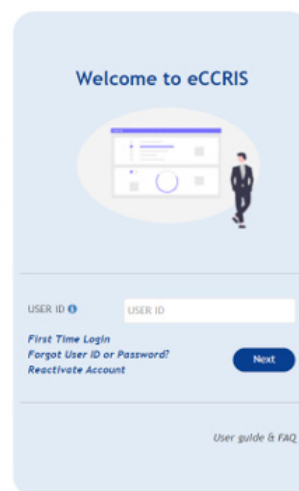 Welcome to eCCRIS
USER ID
USER ID
First Time Login
Forgot User ID or Password?
Reactivate Account
Next
User guide & FAQ